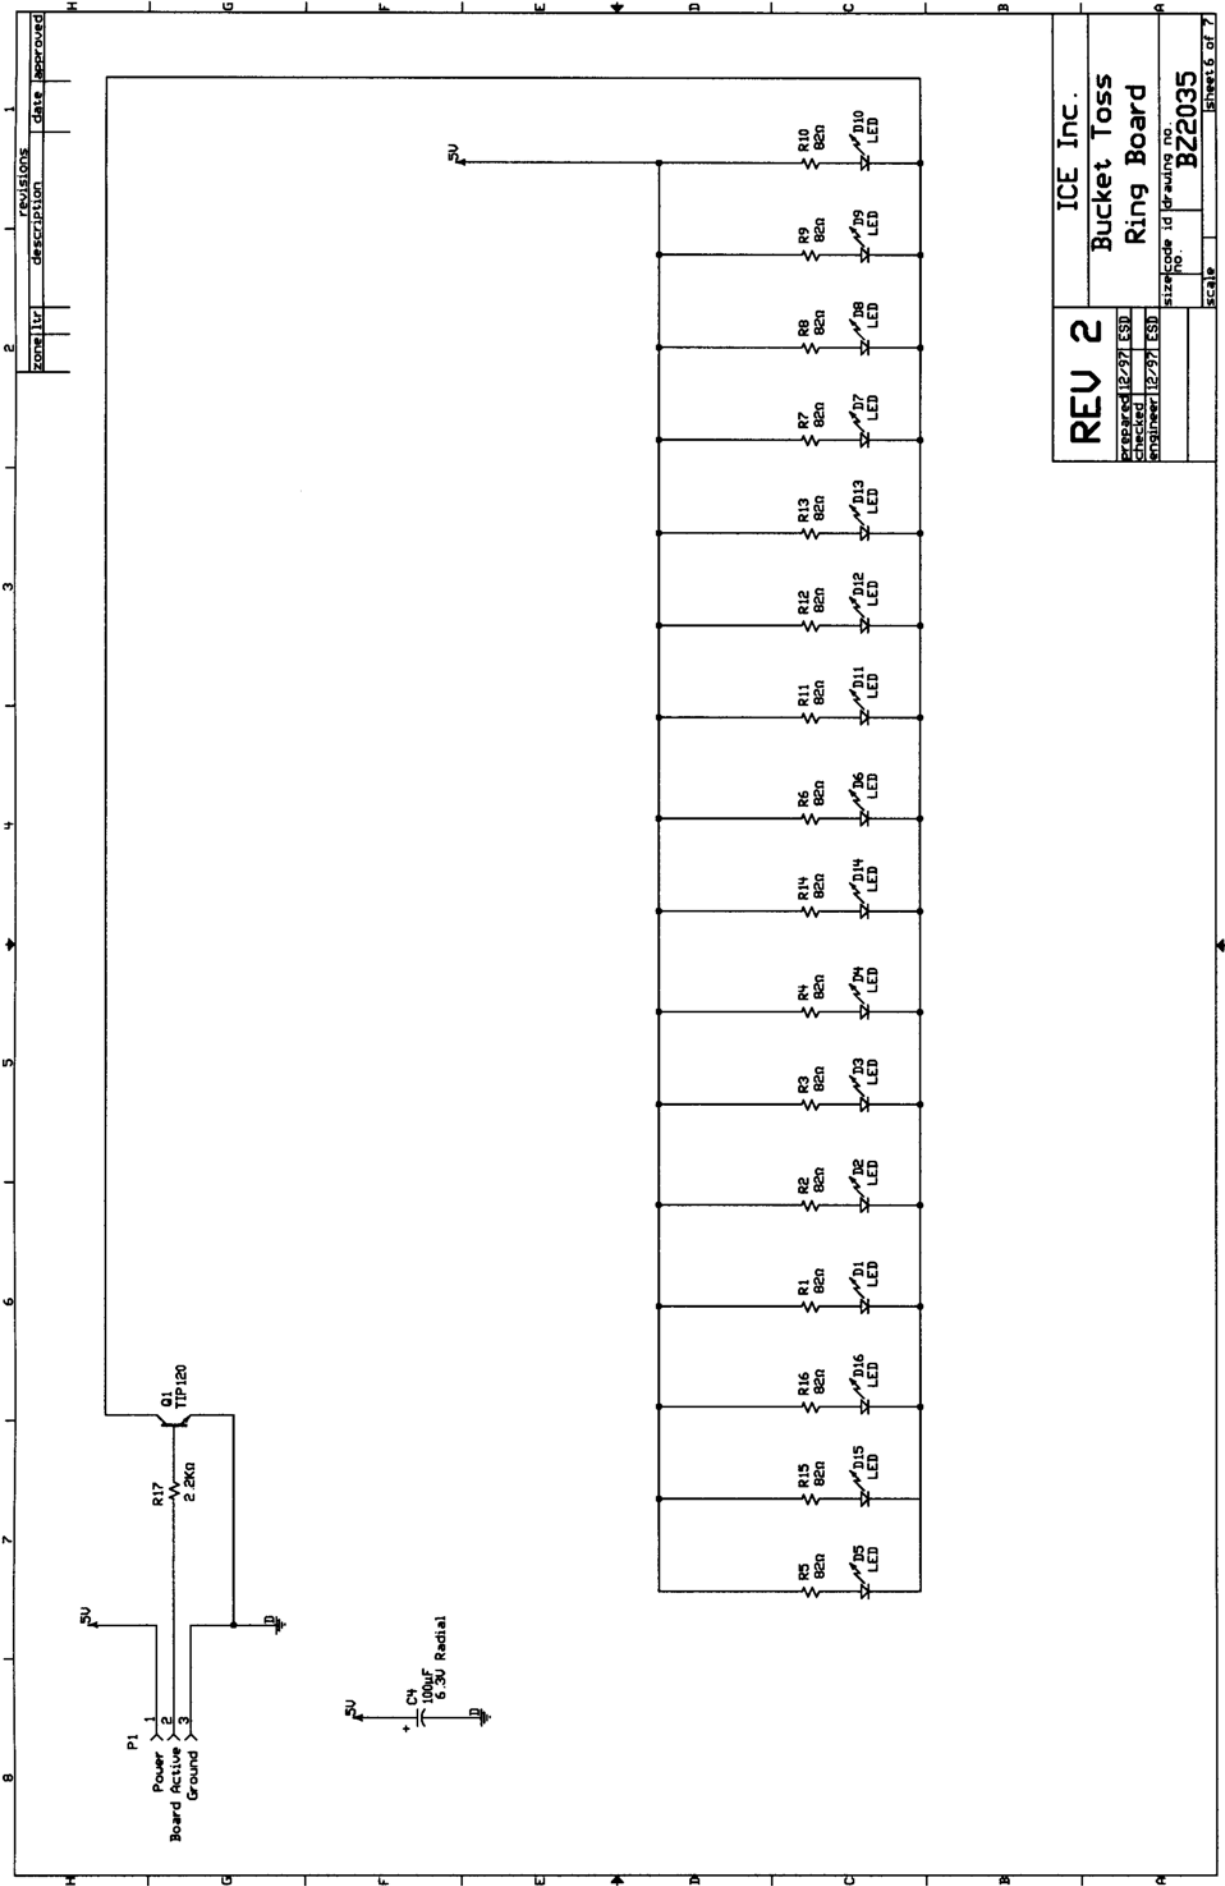 8
7
6
5
4
3
2
1
H
G
F
E
D
C
B
A
revisions
zone ltr description date approved
P1
Power 1
Board Active 2
Ground 3
5V
D
R17
2.2KΩ
Q1
TIP120
5V
+
C4
100µF
6.3V Radial
D
5V
R5
82Ω
D5
LED
R15
82Ω
D15
LED
R16
82Ω
D16
LED
R1
82Ω
D1
LED
R2
82Ω
D2
LED
R3
82Ω
D3
LED
R4
82Ω
D4
LED
R14
82Ω
D14
LED
R6
82Ω
D6
LED
R11
82Ω
D11
LED
R12
82Ω
D12
LED
R13
82Ω
D13
LED
R7
82Ω
D7
LED
R8
82Ω
D8
LED
R9
82Ω
D9
LED
R10
82Ω
D10
LED
REV 2
prepared 12/97 ESD
checked
engineer 12/97 ESD
ICE Inc.
Bucket Toss
Ring Board
size code id no. drawing no.
BZ2035
scale sheet 6 of 7
H
G
F
E
D
C
B
A